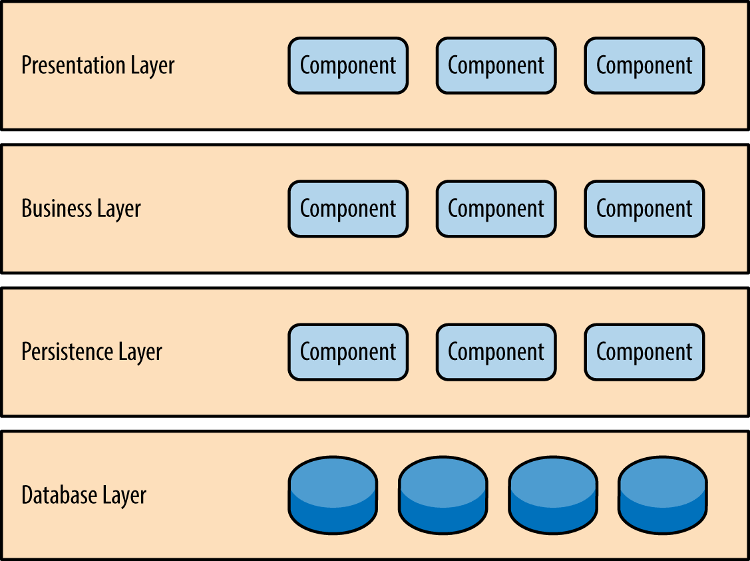 Presentation Layer
Component
Component
Component
Business Layer
Component
Component
Component
Persistence Layer
Component
Component
Component
Database Layer